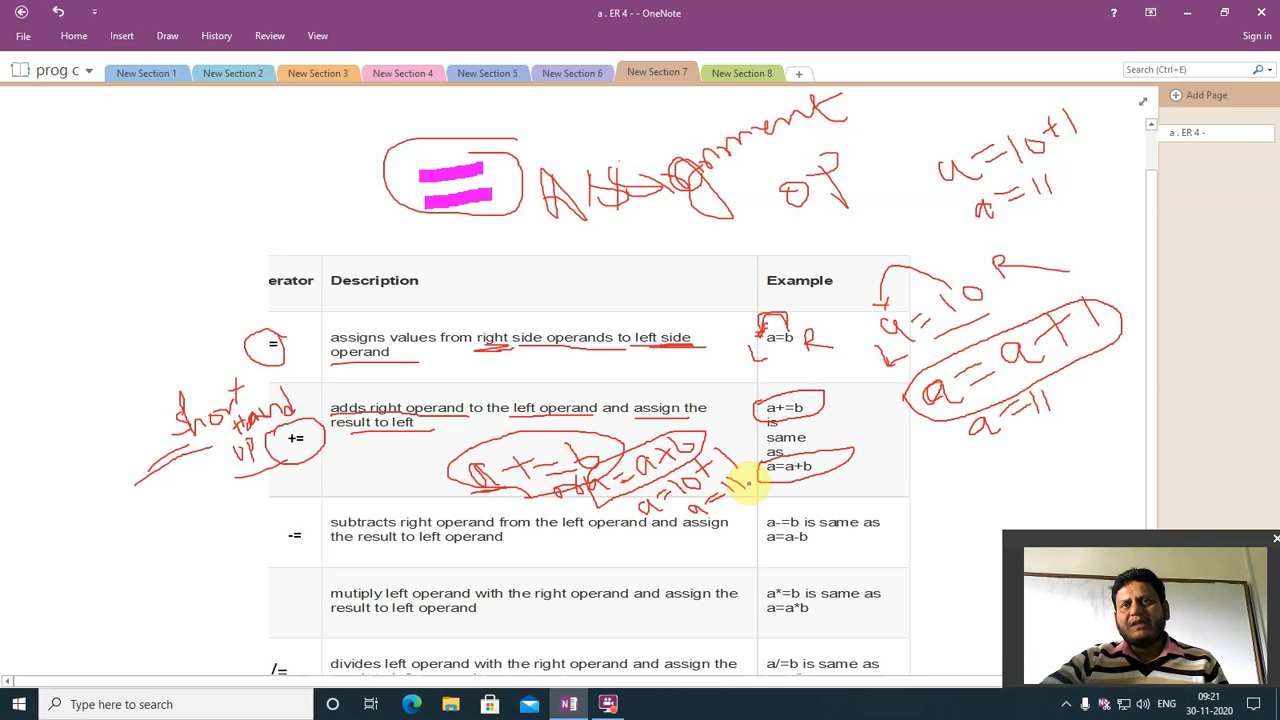 a . ER 4 - - OneNote
File Home Insert Draw History Review View Sign in
prog c New Section 1 New Section 2 New Section 3 New Section 4 New Section 5 New Section 6 New Section 7 New Section 8 Search (Ctrl+E)
Add Page
a . ER 4 -
a=10+1
a=11
erator Description Example
= assigns values from right side operands to left side
operand
a=b R
L
R
a=10
L
a=a+1
a=11
short
hand
+= adds right operand to the left operand and assign the
result to left
a+=b
is
same
as
a=a+b
a+=b
a=a+b
a=10+1
a=11
-= subtracts right operand from the left operand and assign
the result to left operand
a-=b is same as
a=a-b
mutiply left operand with the right operand and assign the
result to left operand
a*=b is same as
a=a*b
/= divides left operand with the right operand and assign the
a/=b is same as
Type here to search
ENG 09:21
30-11-2020